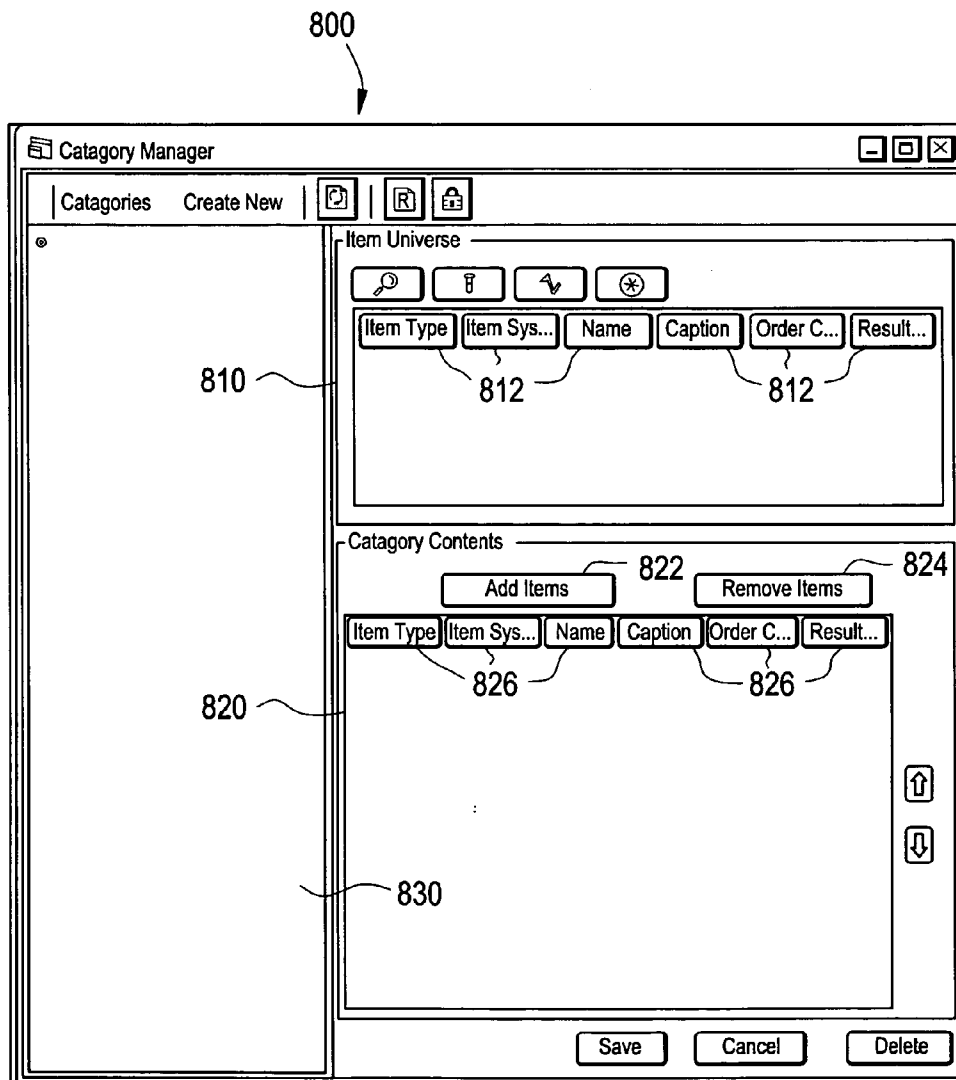 800
Catagory Manager
Catagories Create New R
Item Universe
Item Type Item Sys... Name Caption Order C... Result...
810 812 812
Catagory Contents
822 824
Add Items Remove Items
Item Type Item Sys... Name Caption Order C... Result...
826 826
820
830
Save Cancel Delete